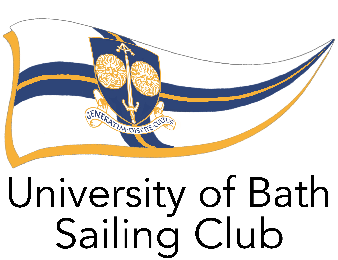 A
GENERATIM DISCITE CULTUS
University of Bath
Sailing Club